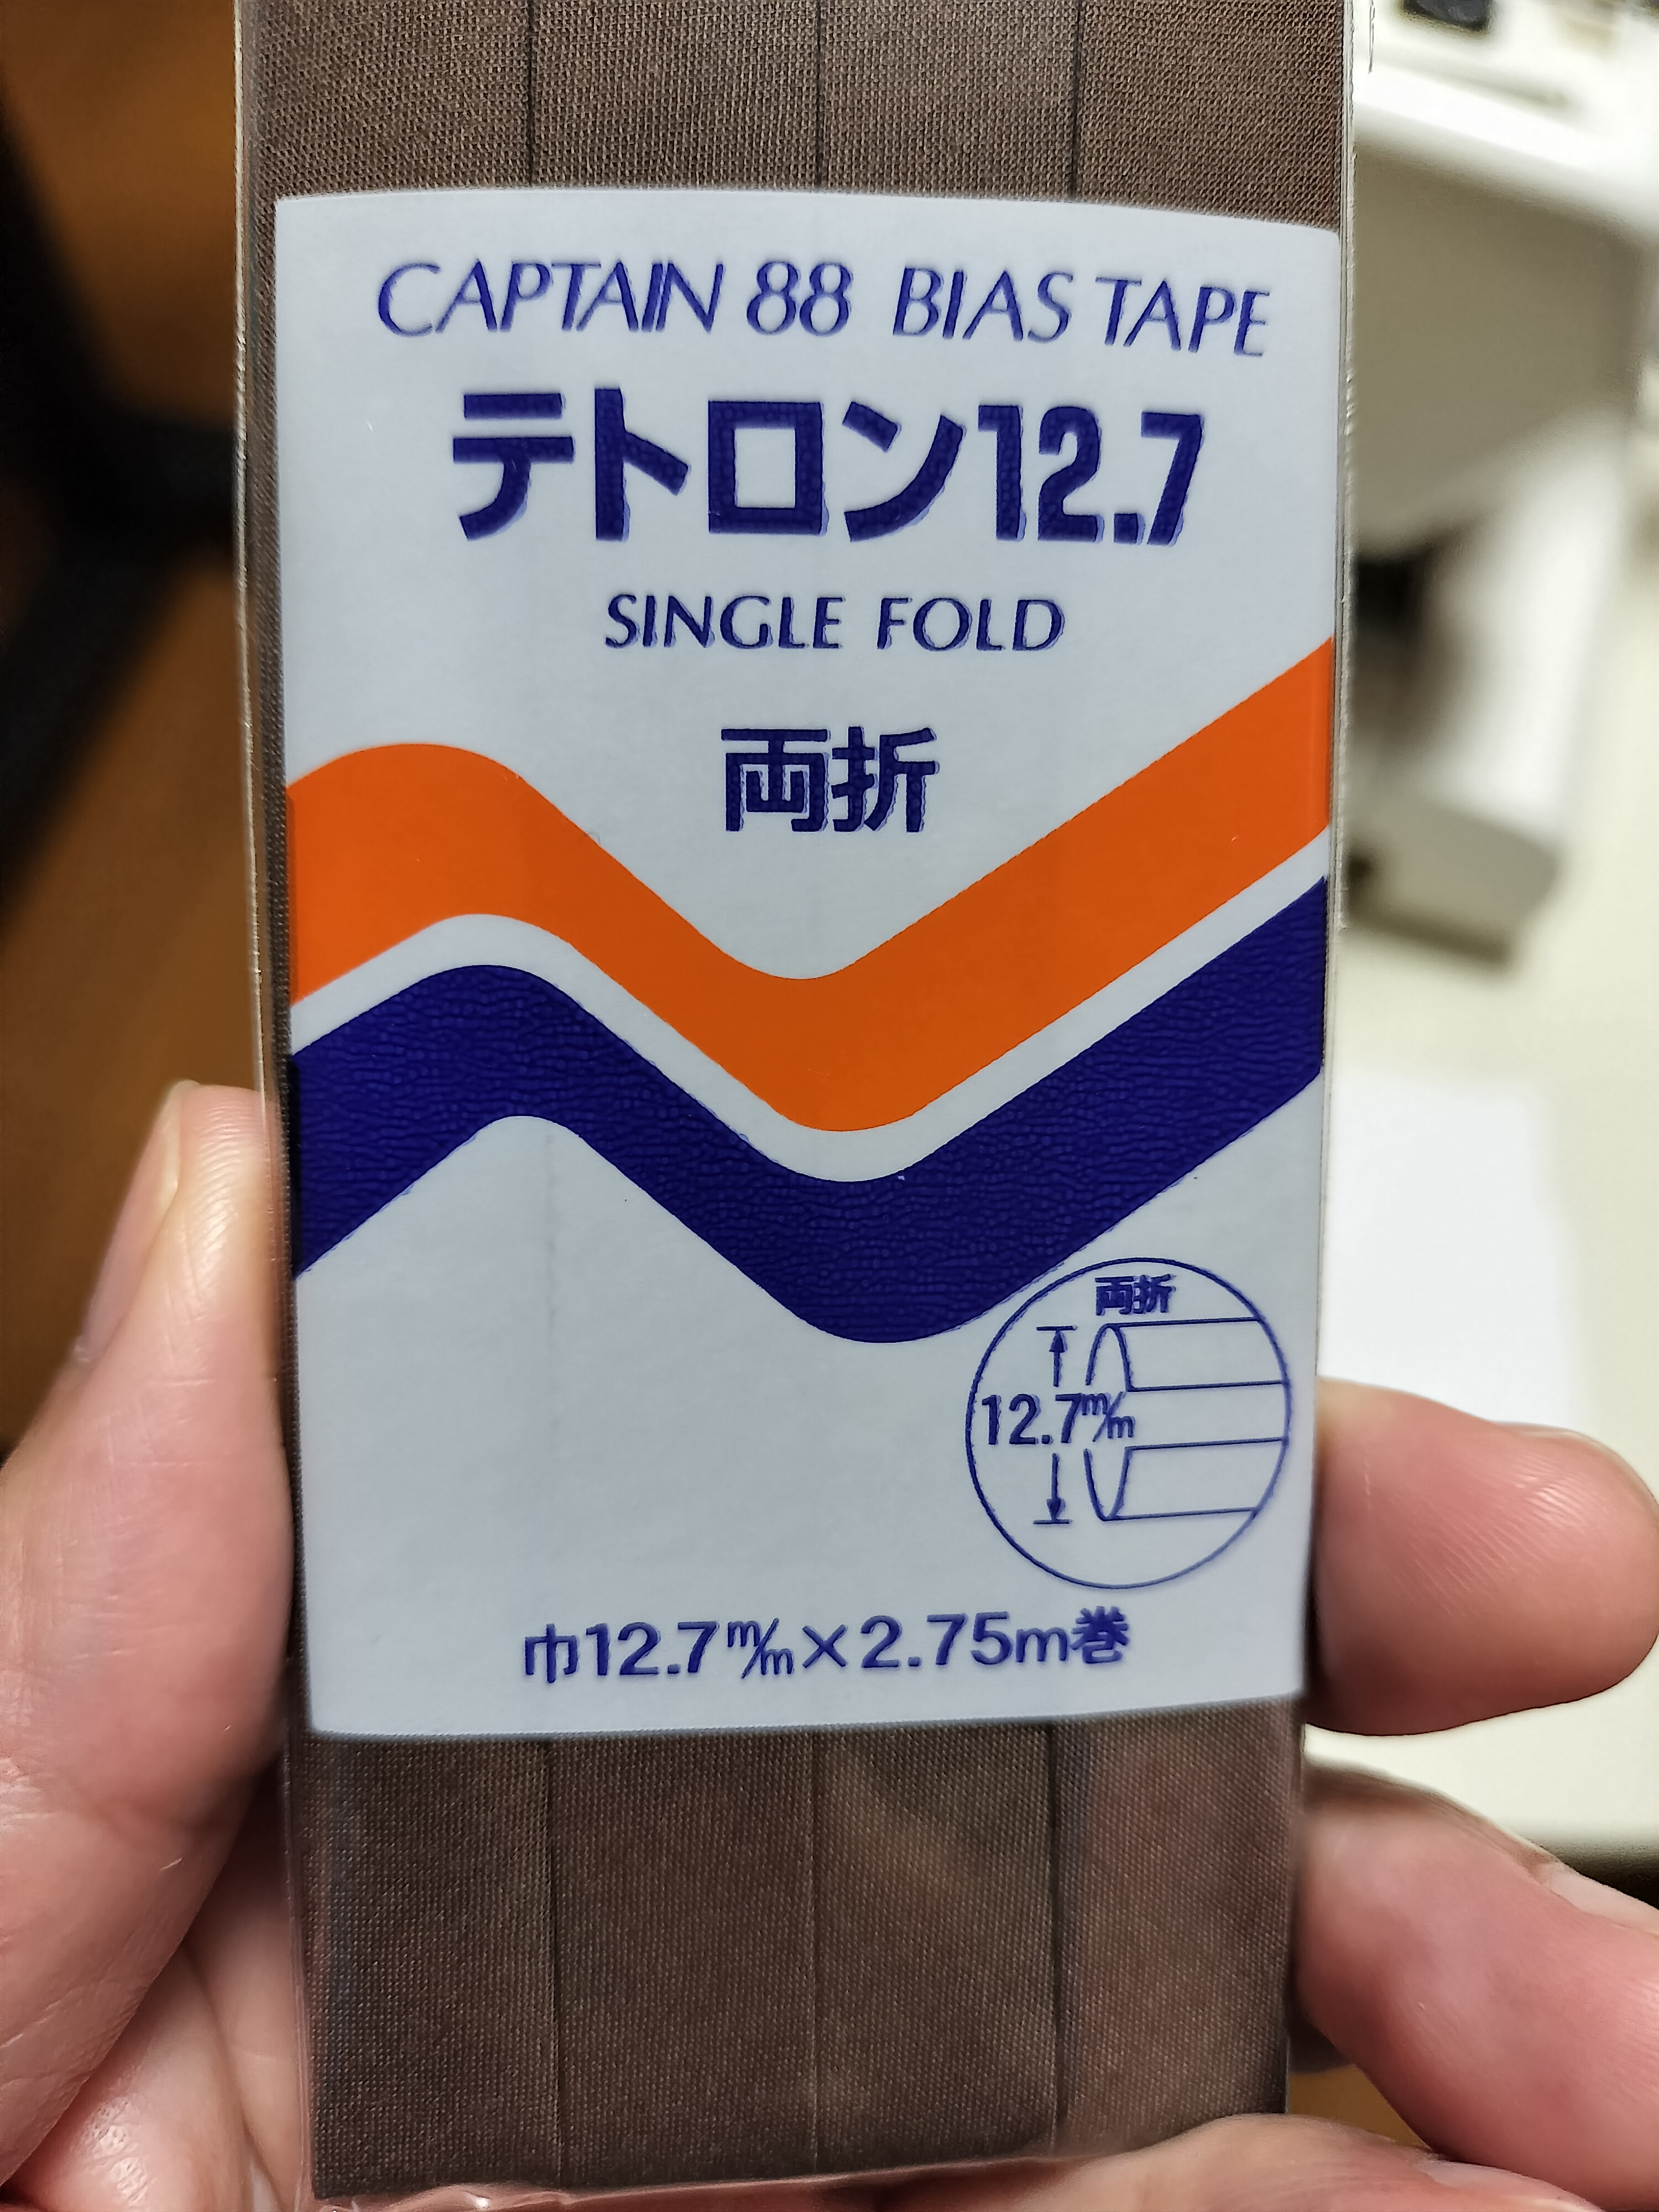 CAPTAIN 88 BIAS TAPE
テトロン12.7
SINGLE FOLD
両折
両折
12.7m/m
巾12.7m/m×2.75m巻